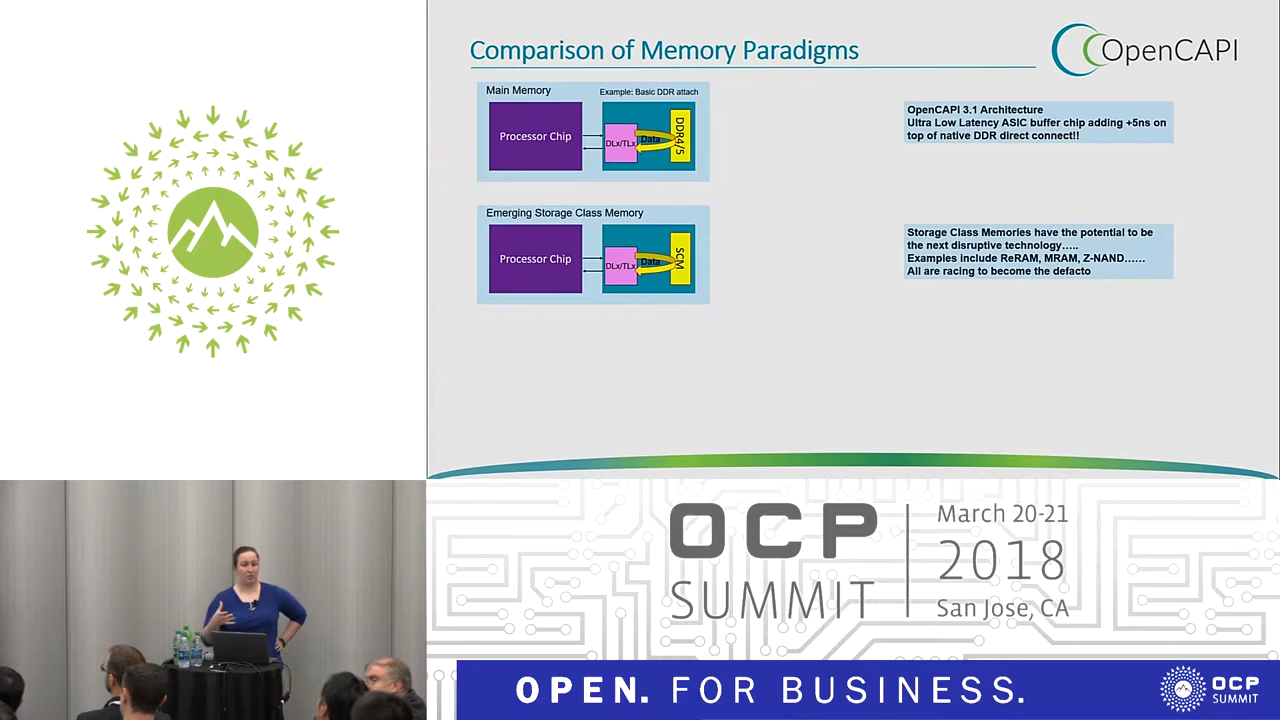 Comparison of Memory Paradigms
OpenCAPI
Main Memory
Example: Basic DDR attach
Processor Chip
DLx/TLx
Data
DDR4/5
OpenCAPI 3.1 Architecture
Ultra Low Latency ASIC buffer chip adding +5ns on
top of native DDR direct connect!!
Emerging Storage Class Memory
Processor Chip
DLx/TLx
Data
SCM
Storage Class Memories have the potential to be
the next disruptive technology.....
Examples include ReRAM, MRAM, Z-NAND......
All are racing to become the defacto
OCP
SUMMIT
March 20-21
2018
San Jose, CA
OPEN. FOR BUSINESS.
OCP
SUMMIT